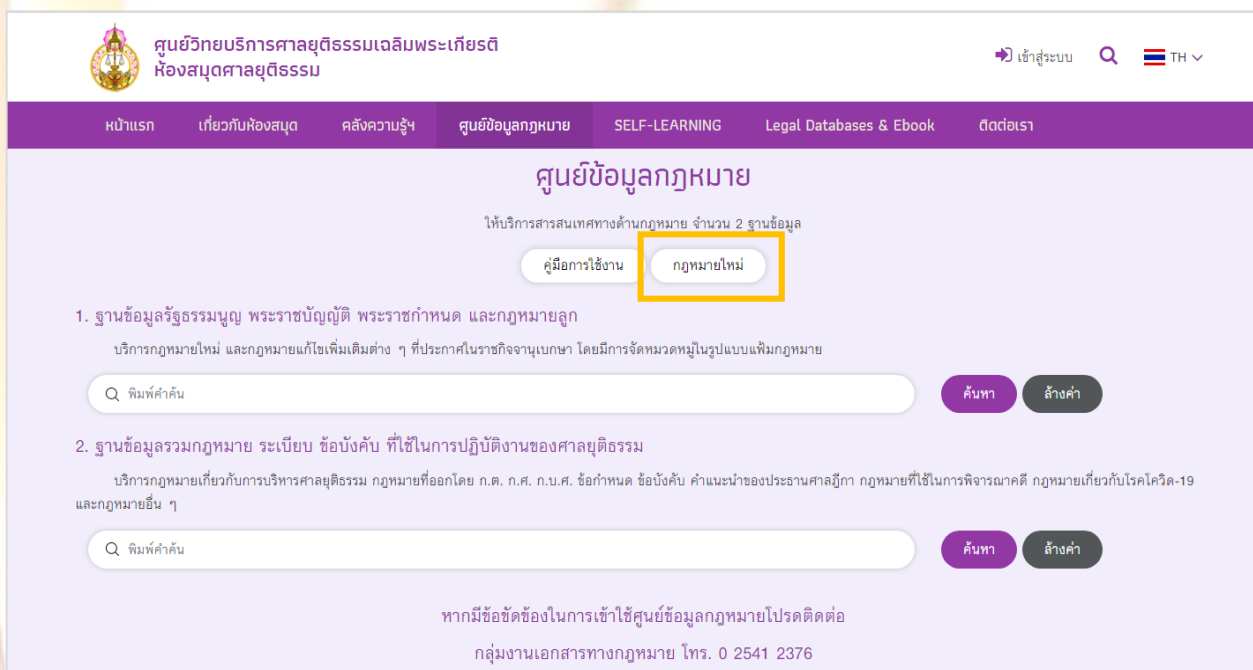 ศูนย์วิทยบริการศาลยุติธรรมเฉลิมพระเกียรติ
ห้องสมุดศาลยุติธรรม
เข้าสู่ระบบ
TH
หน้าแรก
เกี่ยวกับห้องสมุด
คลังความรู้ฯ
ศูนย์ข้อมูลกฎหมาย
SELF-LEARNING
Legal Databases & Ebook
ติดต่อเรา
ศูนย์ข้อมูลกฎหมาย
ให้บริการสารสนเทศทางด้านกฎหมาย จำนวน 2 ฐานข้อมูล
คู่มือการใช้งาน
กฎหมายใหม่
1. ฐานข้อมูลรัฐธรรมนูญ พระราชบัญญัติ พระราชกำหนด และกฎหมายลูก
บริการกฎหมายใหม่ และกฎหมายแก้ไขเพิ่มเติมต่าง ๆ ที่ประกาศในราชกิจจานุเบกษา โดยมีการจัดหมวดหมู่ในรูปแบบแฟ้มกฎหมาย
พิมพ์คำค้น
ค้นหา
ล้างค่า
2. ฐานข้อมูลรวมกฎหมาย ระเบียบ ข้อบังคับ ที่ใช้ในการปฏิบัติงานของศาลยุติธรรม
บริการกฎหมายเกี่ยวกับการบริหารศาลยุติธรรม กฎหมายที่ออกโดย ก.ต. ก.ศ. ก.บ.ศ. ข้อกำหนด ข้อบังคับ คำแนะนำของประธานศาลฎีกา กฎหมายที่ใช้ในการพิจารณาคดี กฎหมายเกี่ยวกับโรคโควิด-19
และกฎหมายอื่น ๆ
พิมพ์คำค้น
ค้นหา
ล้างค่า
หากมีข้อขัดข้องในการเข้าใช้ศูนย์ข้อมูลกฎหมายโปรดติดต่อ
กลุ่มงานเอกสารทางกฎหมาย โทร. 0 2541 2376